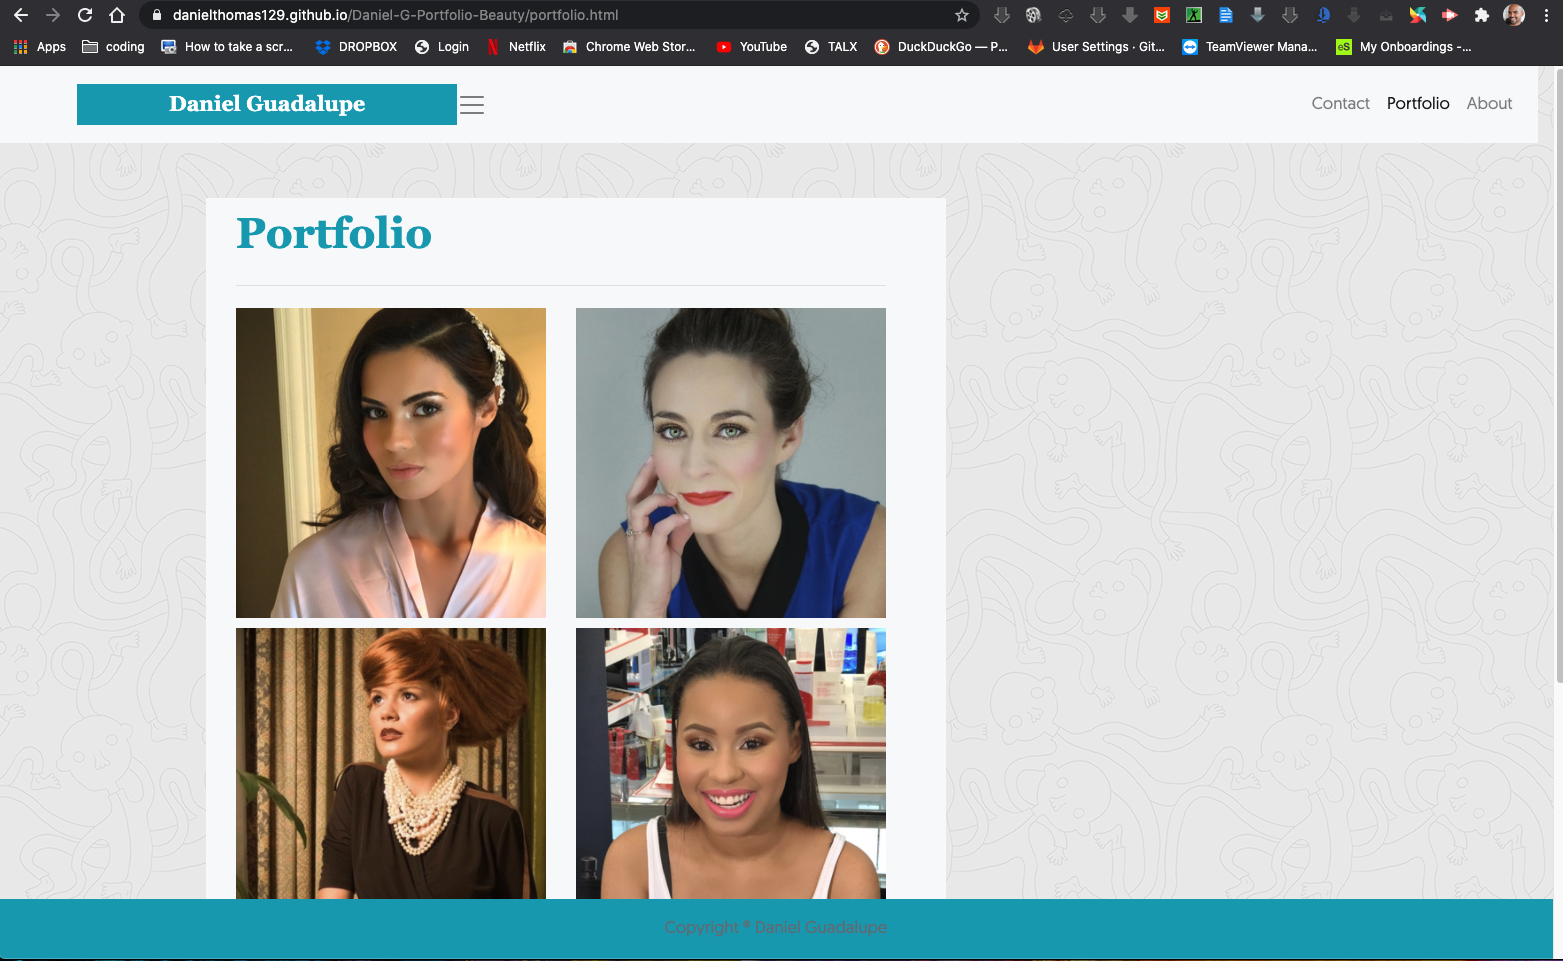 danielthomas129.github.io/Daniel-G-Portfolio-Beauty/portfolio.html
Apps coding How to take a scr... DROPBOX Login Netflix Chrome Web Stor... YouTube TALX DuckDuckGo — P... User Settings · Git... TeamViewer Mana... eS My Onboardings -...
Daniel Guadalupe Contact Portfolio About
Portfolio
Copyright ® Daniel Guadalupe